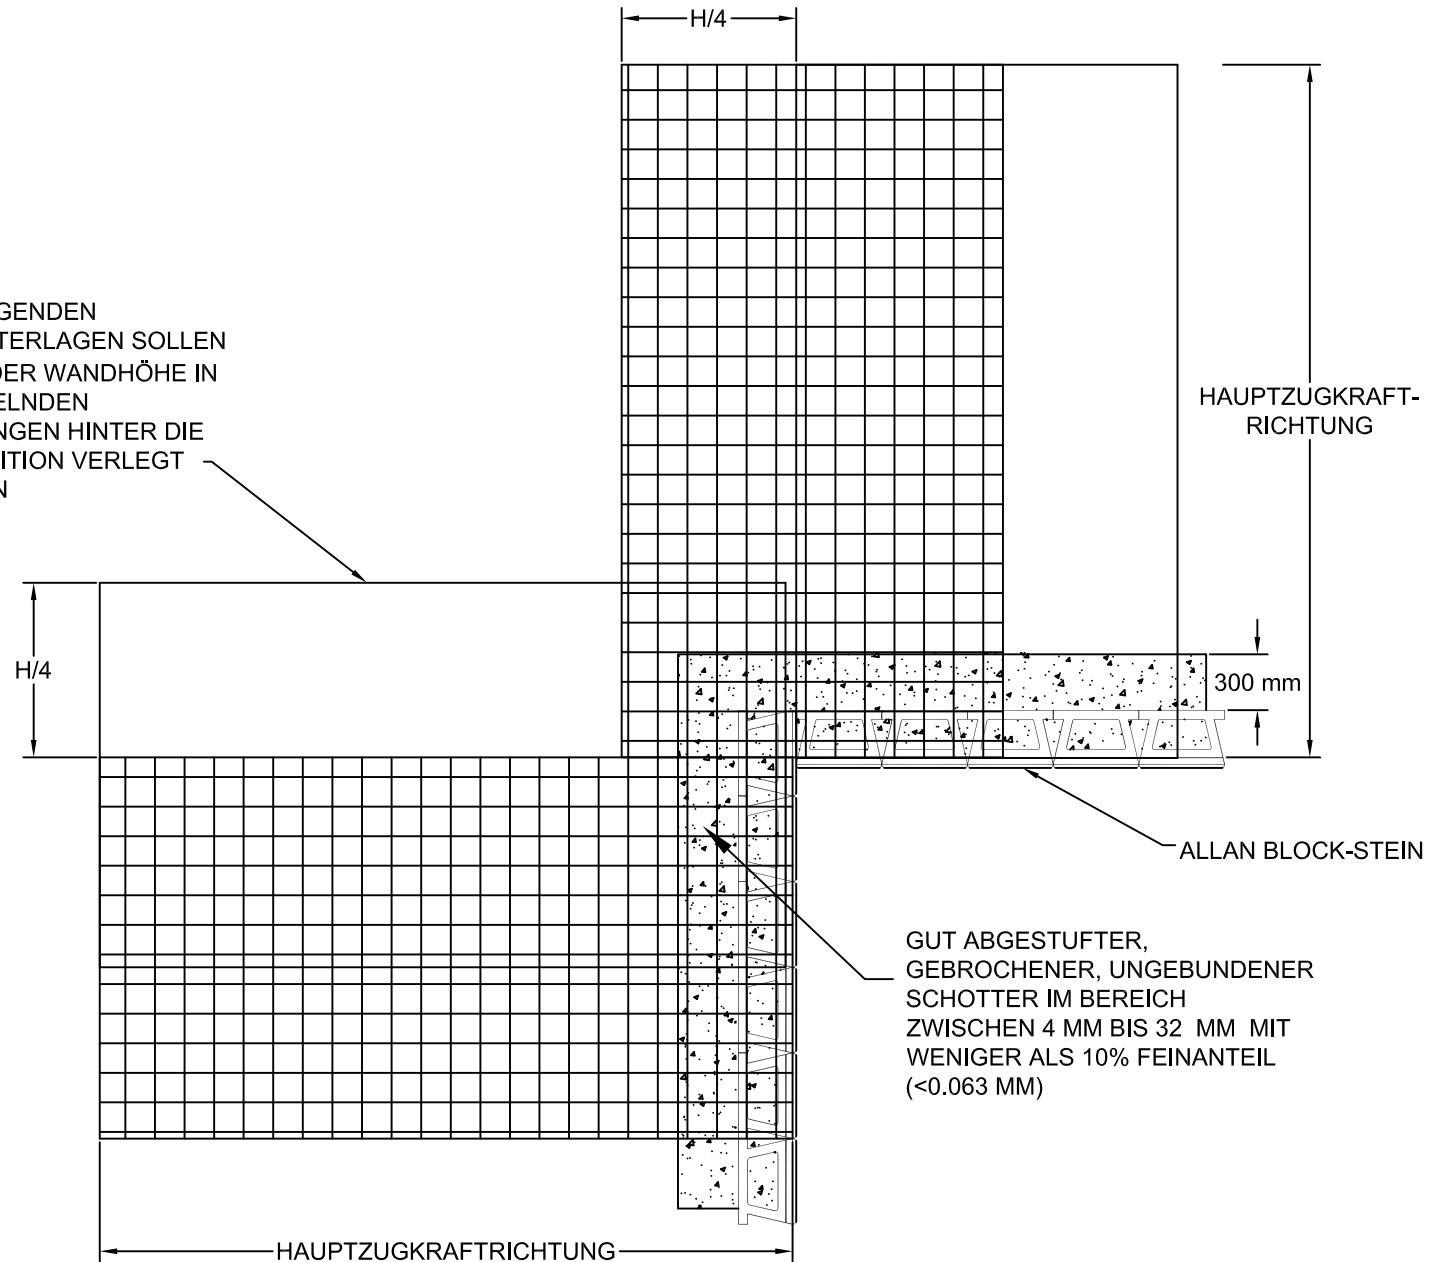 H/4
GENDEN
TERLAGEN SOLLEN
DER WANDHÖHE IN
ELNDEN
NGEN HINTER DIE
ITION VERLEGT
N
HAUPTZUGKRAFT-
RICHTUNG
H/4
300 mm
ALLAN BLOCK-STEIN
GUT ABGESTUFTER,
GEBROCHENER, UNGEBUNDENER
SCHOTTER IM BEREICH
ZWISCHEN 4 MM BIS 32 MM MIT
WENIGER ALS 10% FEINANTEIL
(<0.063 MM)
HAUPTZUGKRAFTRICHTUNG